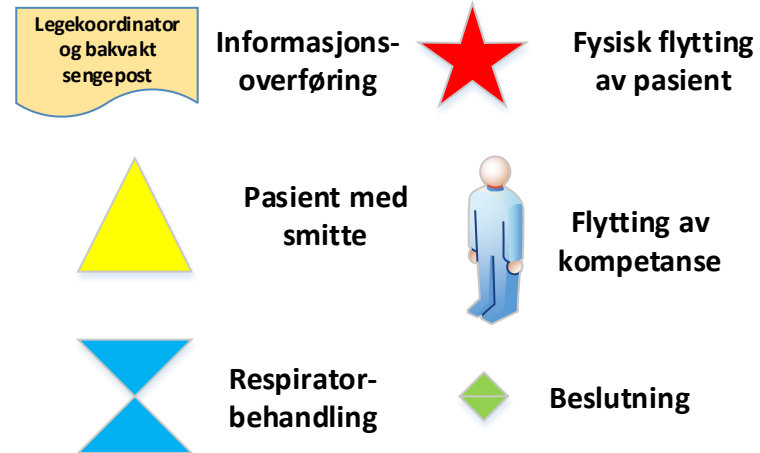 Legekoordinator
og bakvakt
sengepost
Informasjons-
overføring
Fysisk flytting
av pasient
Pasient med
smitte
Flytting av
kompetanse
Respirator-
behandling
Beslutning